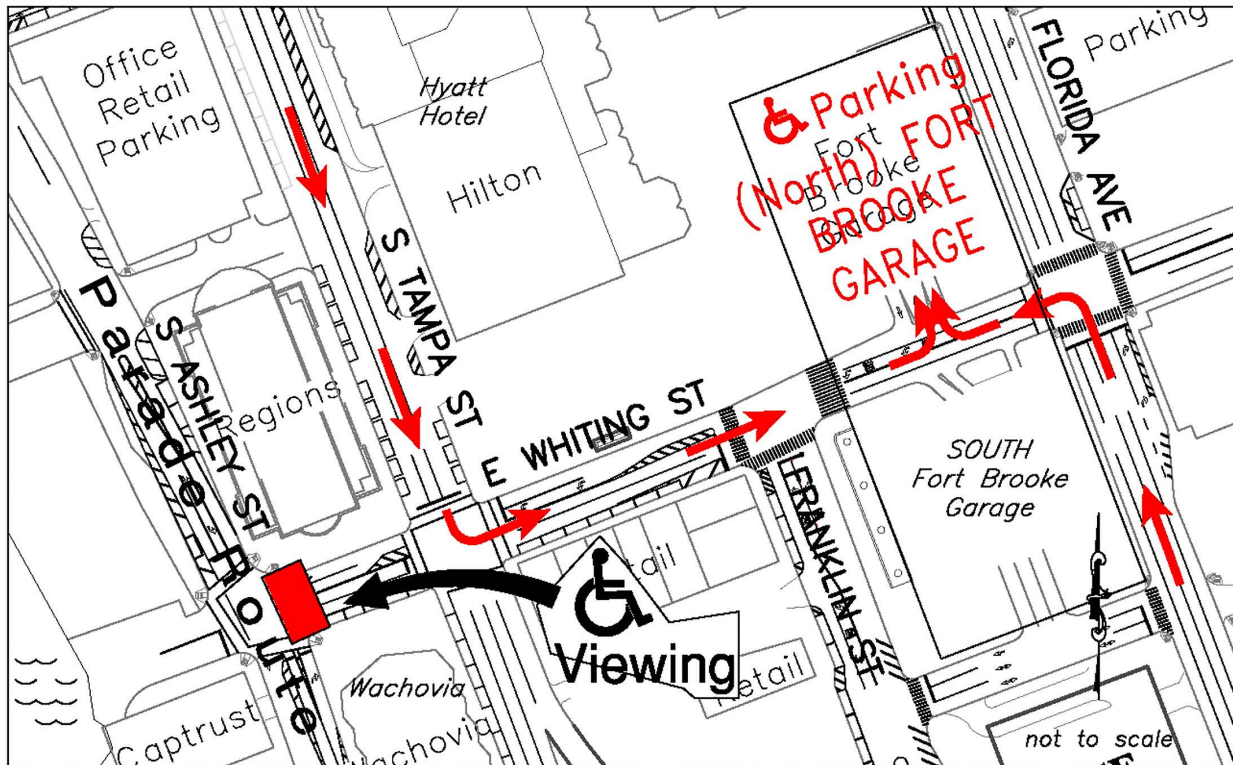 Office
Retail
Parking
Hyatt
Hotel
Hilton
Parking
FLORIDA AVE
Parking
Fort
Brooke
Garage
(North) FORT
BROOKE
GARAGE
S TAMPA ST
S ASHLEY ST
Parade Route
Regions
E WHITING ST
FRANKLIN ST
SOUTH
Fort Brooke
Garage
Viewing
Wachovia
Wachovia
Captrust
not to scale